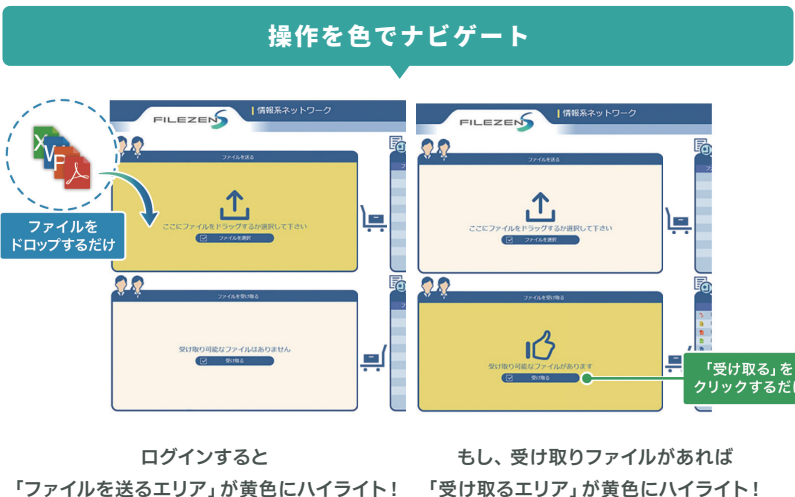 操作を色でナビゲート
FILEZEN S
情報系ネットワーク
ファイルを送る
ここにファイルをドラッグするか選択して下さい
ファイルを選択
ファイルを
ドロップするだけ
ファイルを受け取る
受け取り可能なファイルはありません
受け取る
ログインすると
「ファイルを送るエリア」が黄色にハイライト！
FILEZEN S
情報系ネットワーク
ファイルを送る
ここにファイルをドラッグするか選択して下さい
ファイルを選択
ファイルを受け取る
受け取り可能なファイルがあります
受け取る
「受け取る」を
クリックするだけ
もし、受け取りファイルがあれば
「受け取るエリア」が黄色にハイライト！